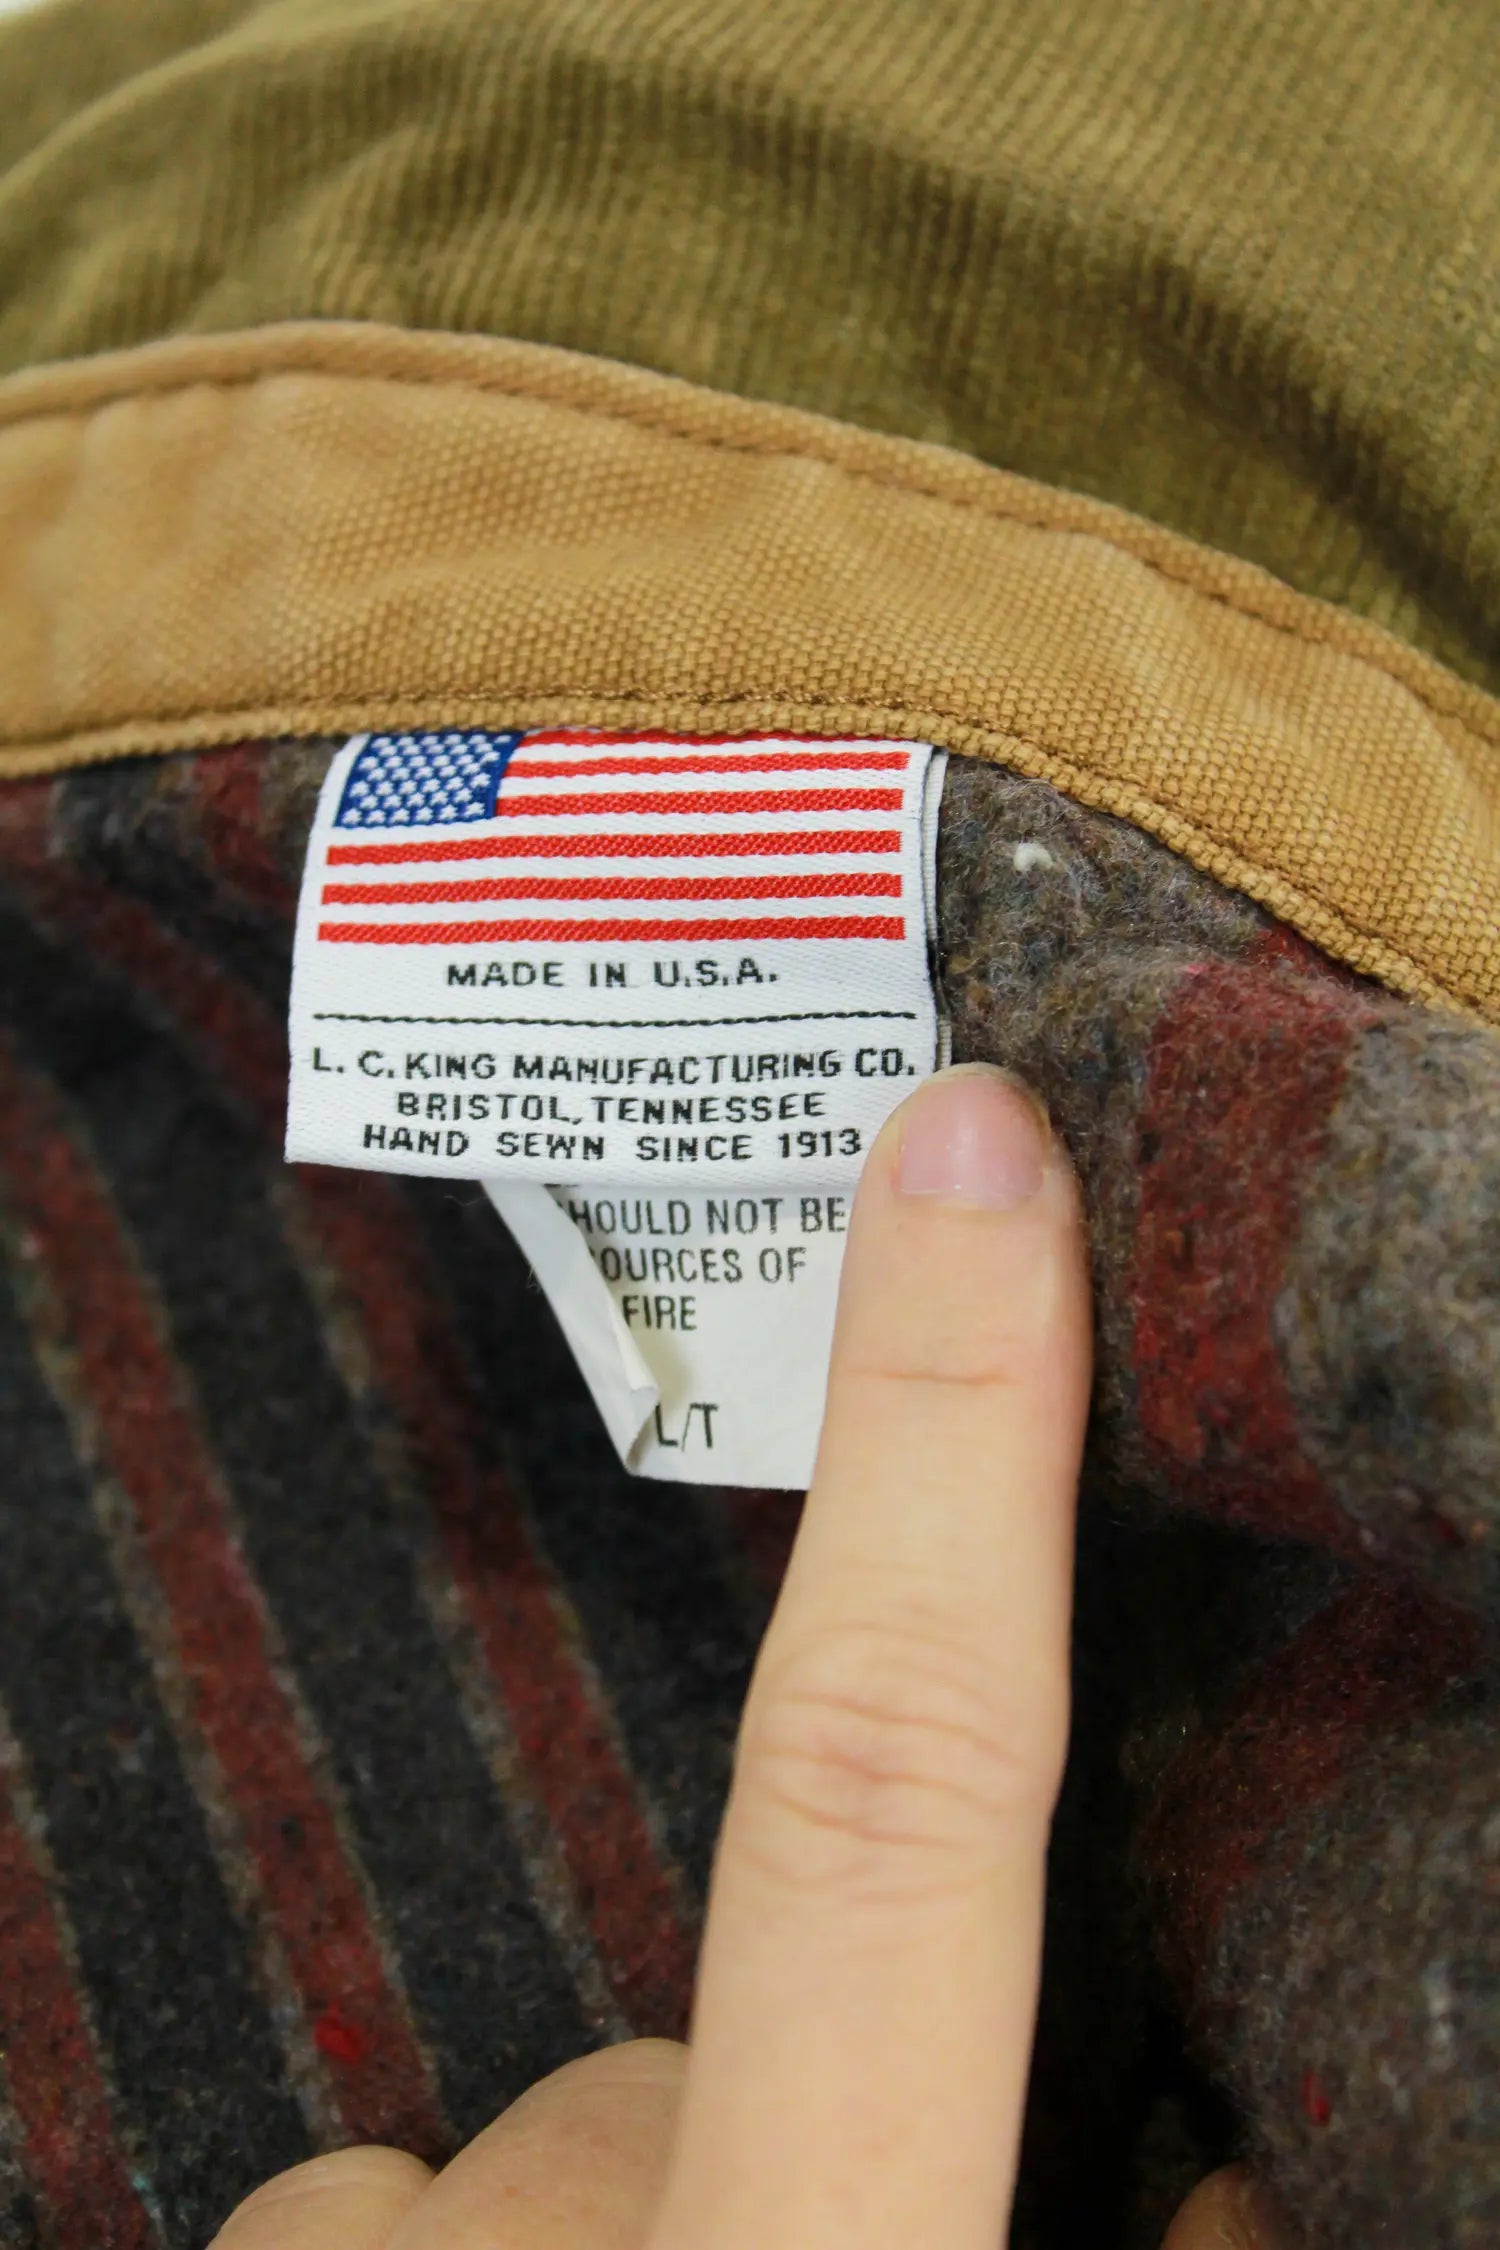 MADE IN U.S.A.
L. C. KING MANUFACTURING CO.
BRISTOL, TENNESSEE
HAND SEWN SINCE 1913
HOULD NOT BE
OURCES OF
FIRE
L/T